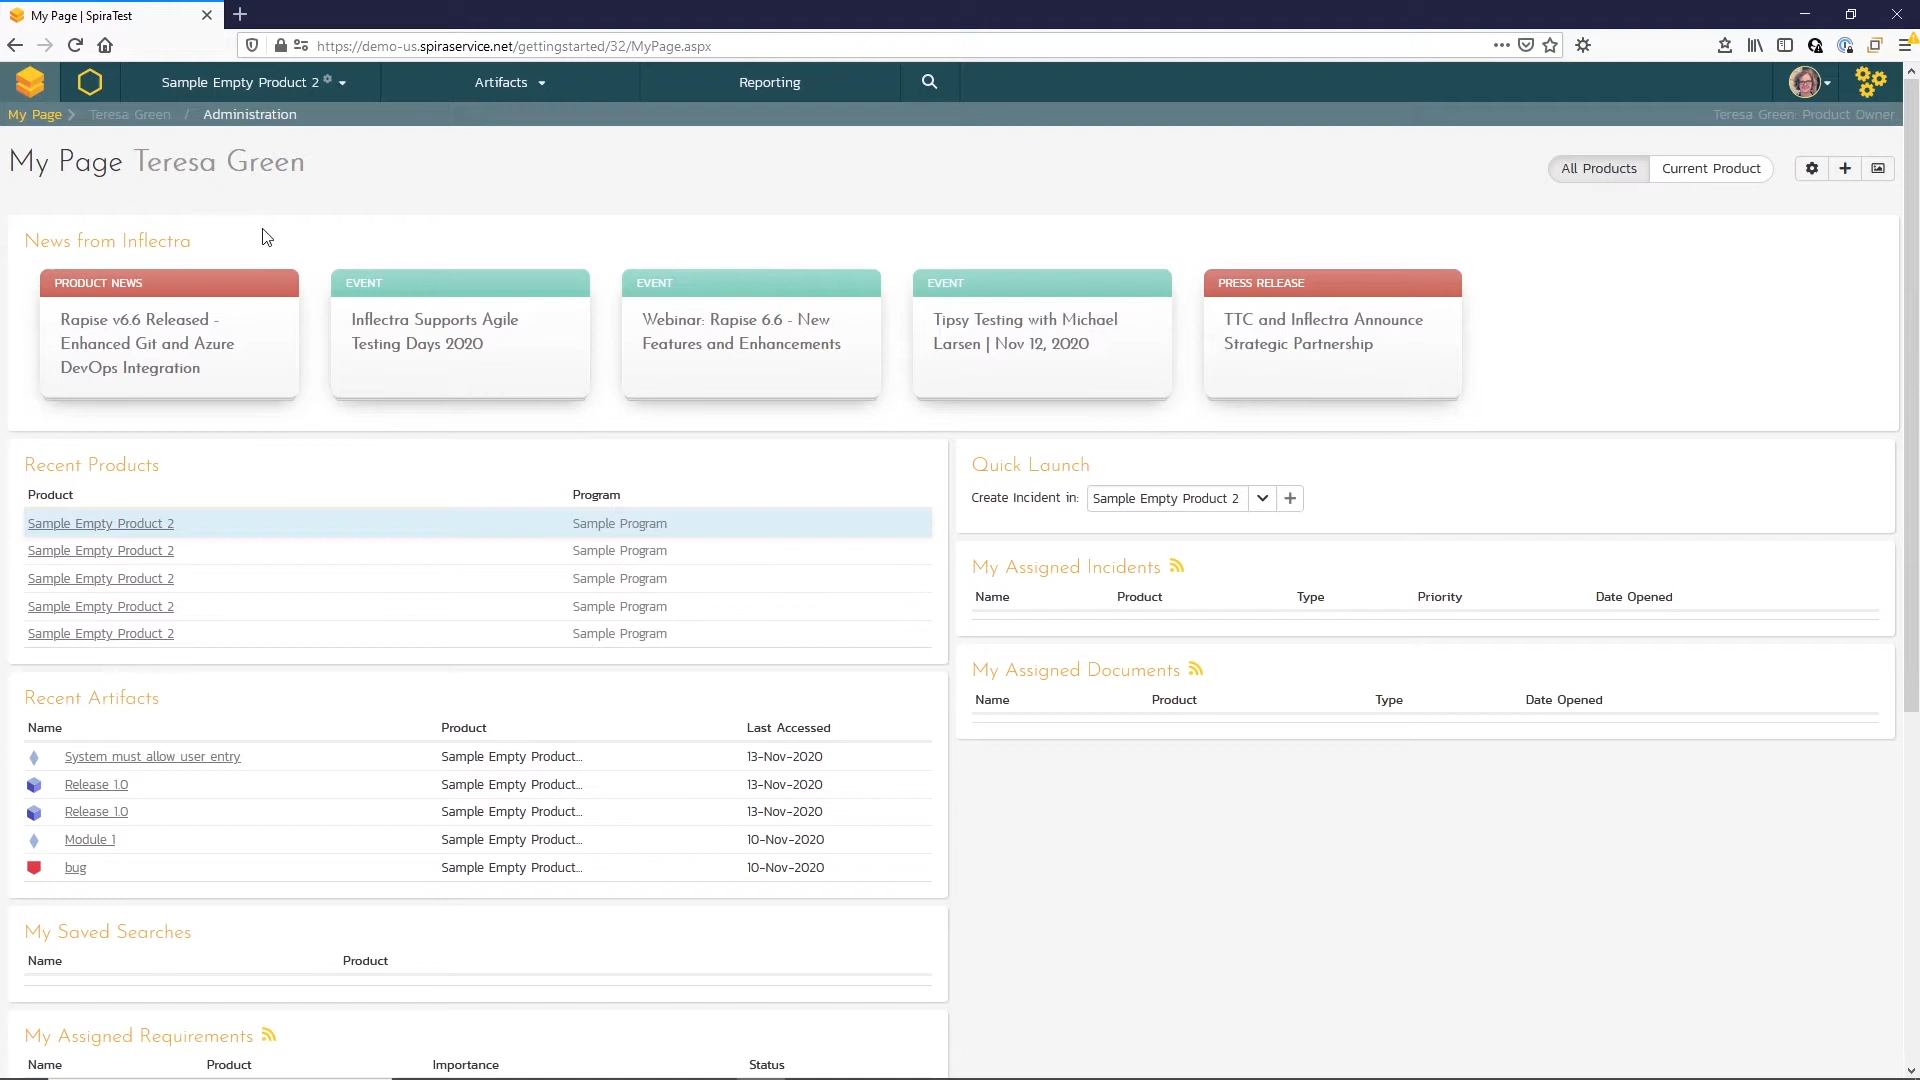 My Page | SpiraTest
https://demo-us.spiraservice.net/gettingstarted/32/MyPage.aspx
Sample Empty Product 2
Artifacts
Reporting
My Page
Teresa Green / Administration
Teresa Green: Product Owner
My Page Teresa Green
All Products
Current Product
News from Inflectra
PRODUCT NEWS
Rapise v6.6 Released -
Enhanced Git and Azure
DevOps Integration
EVENT
Inflectra Supports Agile
Testing Days 2020
EVENT
Webinar: Rapise 6.6 - New
Features and Enhancements
EVENT
Tipsy Testing with Michael
Larsen | Nov 12, 2020
PRESS RELEASE
TTC and Inflectra Announce
Strategic Partnership
Recent Products
Product Program
Sample Empty Product 2 Sample Program
Sample Empty Product 2 Sample Program
Sample Empty Product 2 Sample Program
Sample Empty Product 2 Sample Program
Sample Empty Product 2 Sample Program
Recent Artifacts
Name Product Last Accessed
System must allow user entry Sample Empty Product... 13-Nov-2020
Release 1.0 Sample Empty Product... 13-Nov-2020
Release 1.0 Sample Empty Product... 13-Nov-2020
Module 1 Sample Empty Product... 10-Nov-2020
bug Sample Empty Product... 10-Nov-2020
My Saved Searches
Name Product
My Assigned Requirements
Name Product Importance Status
Quick Launch
Create Incident in: Sample Empty Product 2
My Assigned Incidents
Name Product Type Priority Date Opened
My Assigned Documents
Name Product Type Date Opened